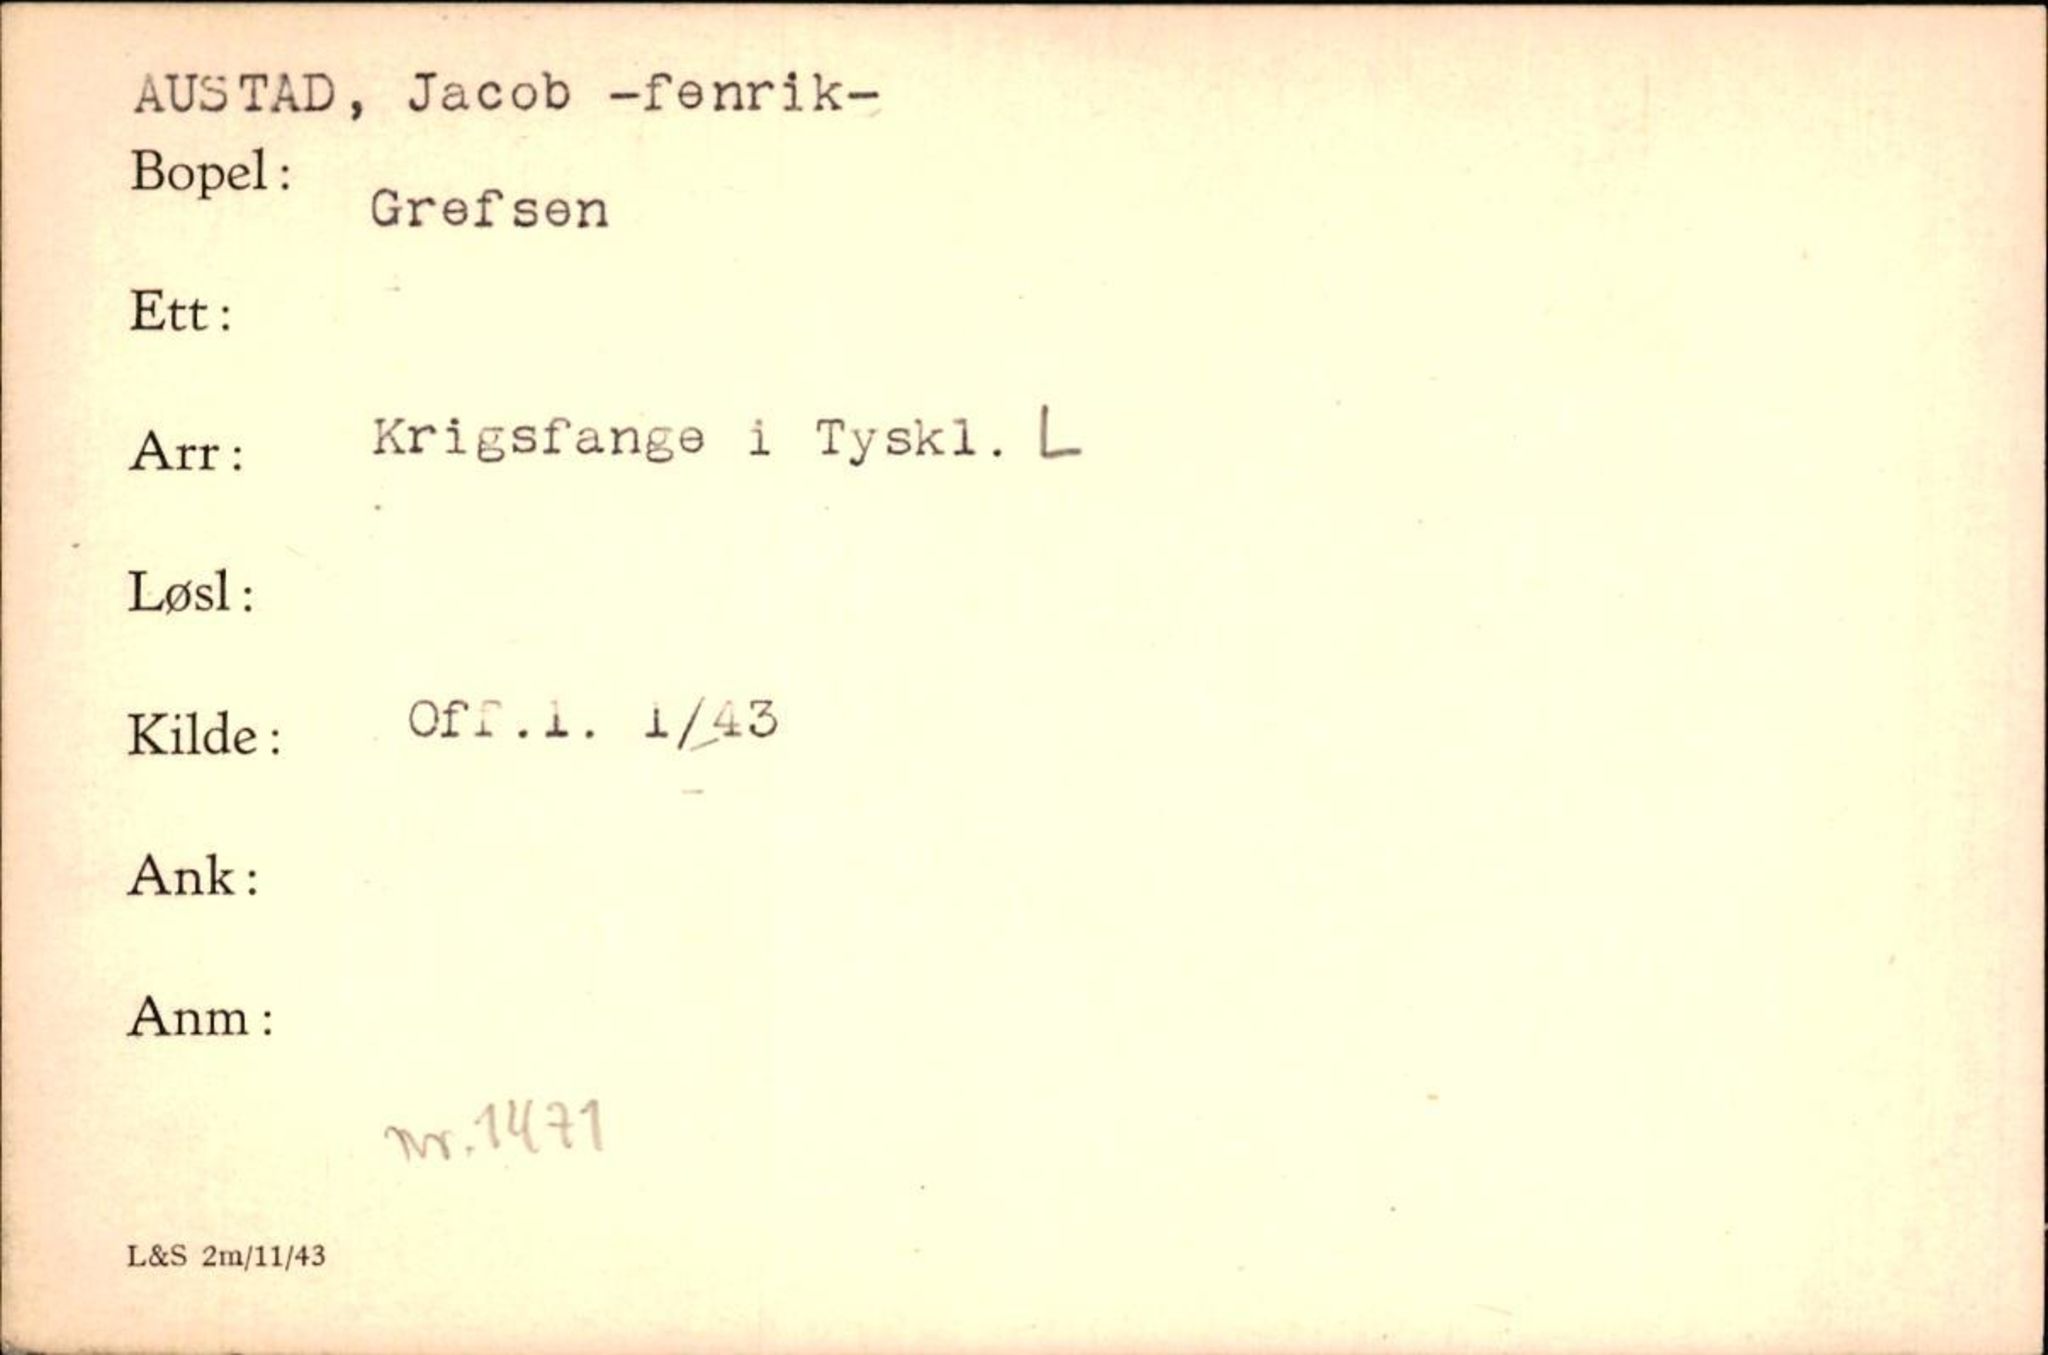 AUSTAD, Jacob -fenrik-
Bopel:
Grefsen
Ett:
Arr: Krigsfange i Tyskl. L
Løsl:
Kilde: Off.l. 1/43
Ank:
Anm:
nr. 1471
L&S 2m/11/43